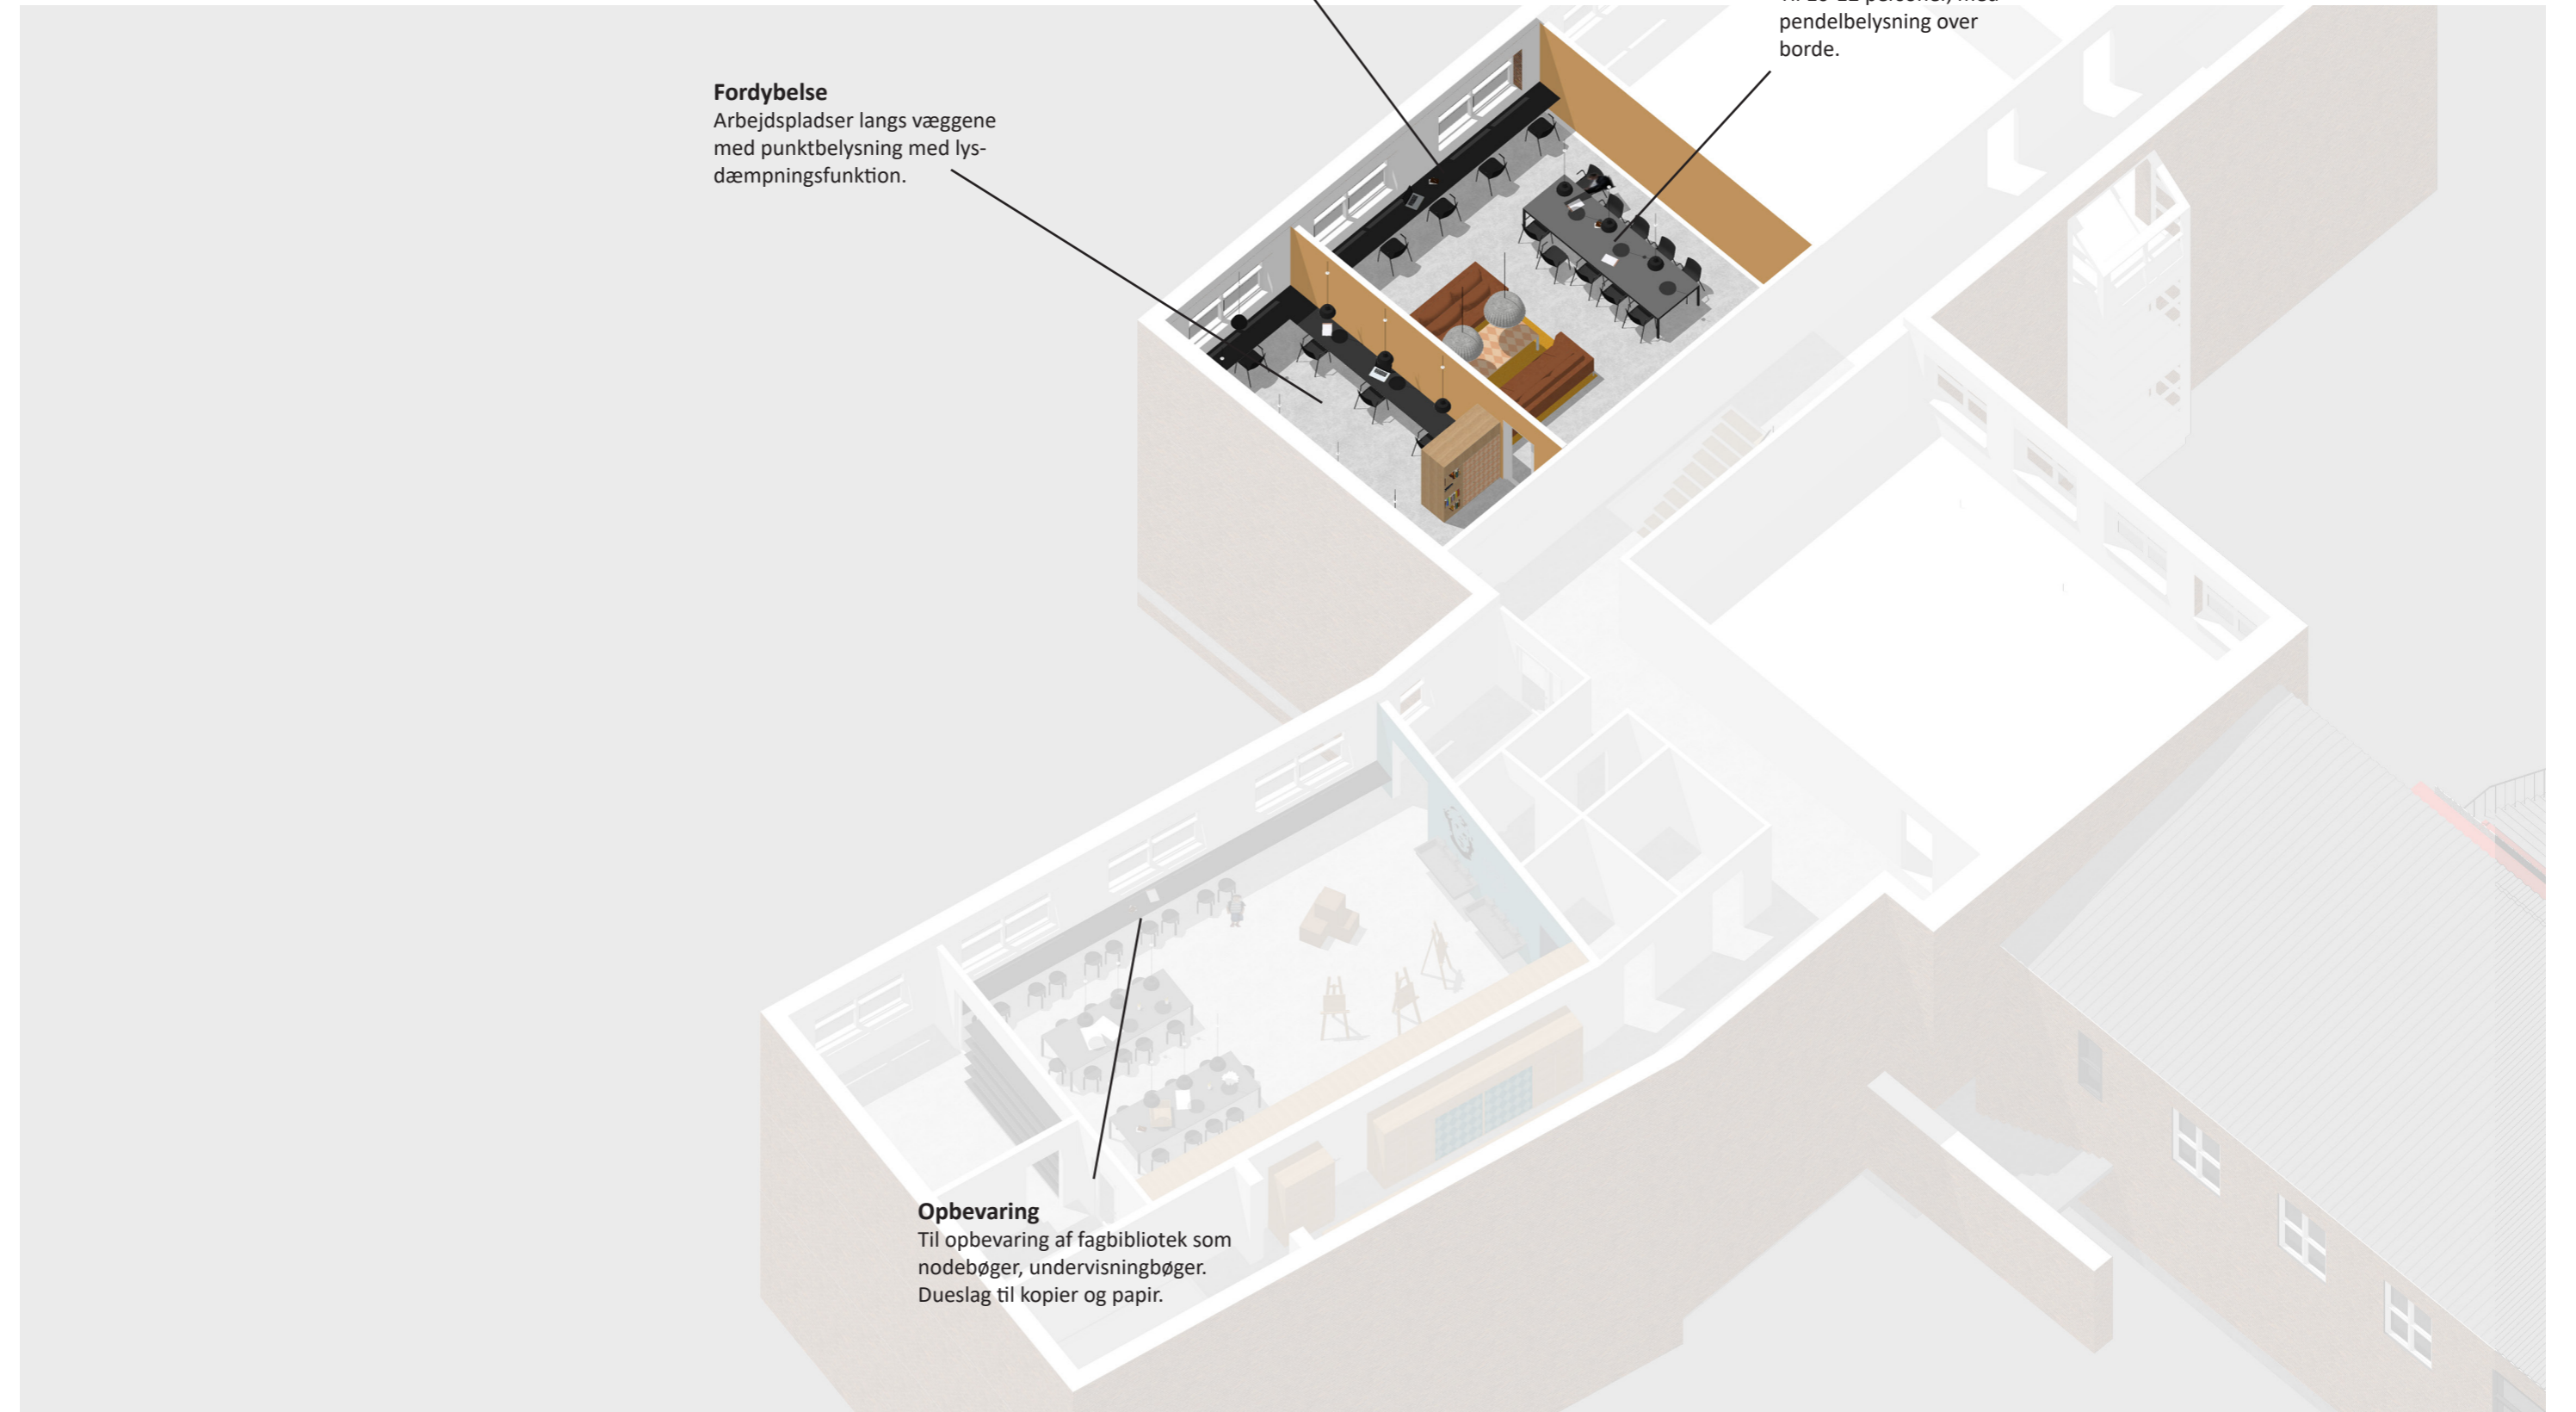 pendelbelysning over
borde.
Fordybelse
Arbejdspladser langs væggene
med punktbelysning med lys-
dæmpningsfunktion.
Opbevaring
Til opbevaring af fagbibliotek som
nodebøger, undervisningbøger.
Dueslag til kopier og papir.